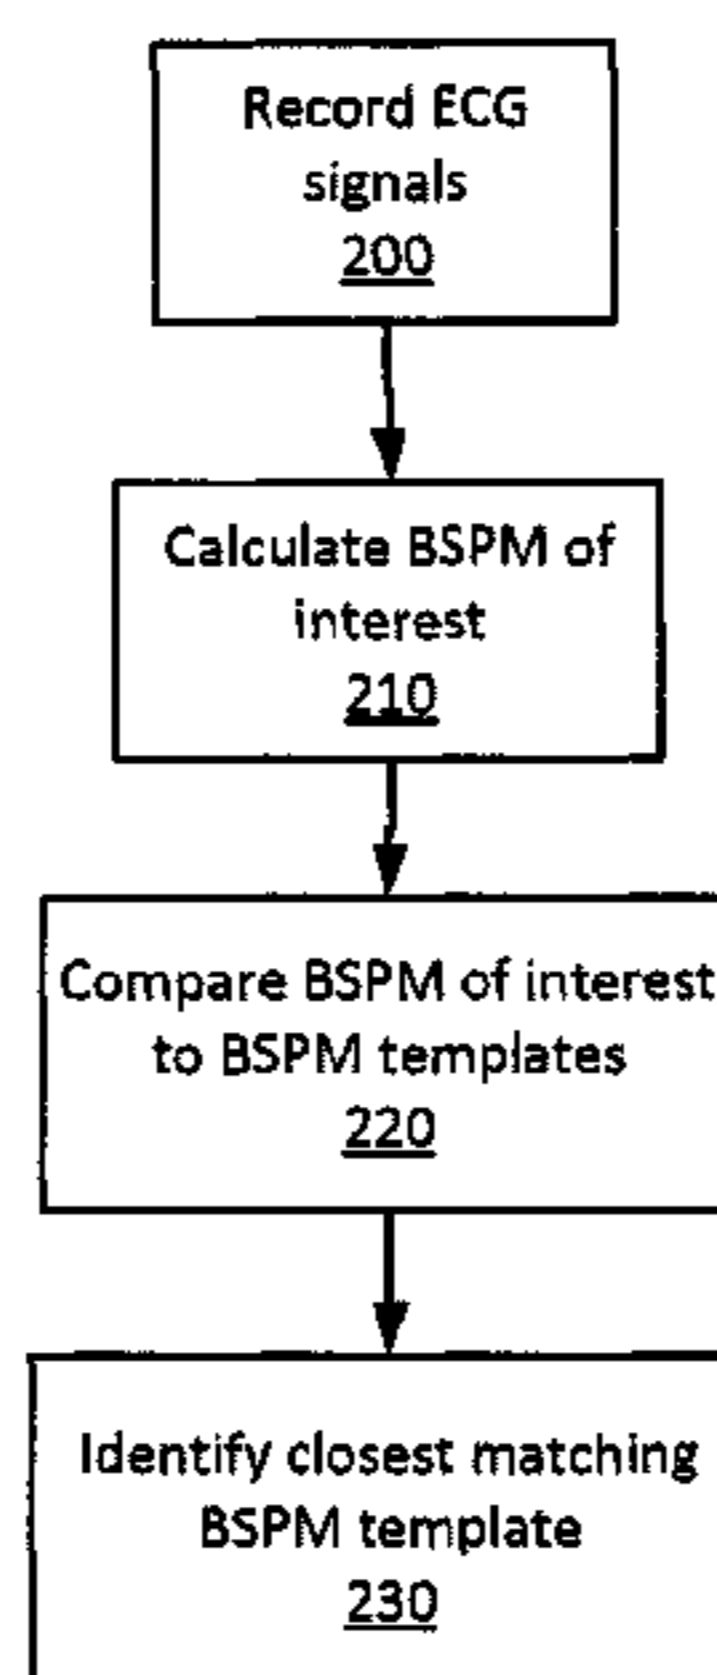 Record ECG
signals
200
Calculate BSPM of
interest
210
Compare BSPM of interest
to BSPM templates
220
Identify closest matching
BSPM template
230